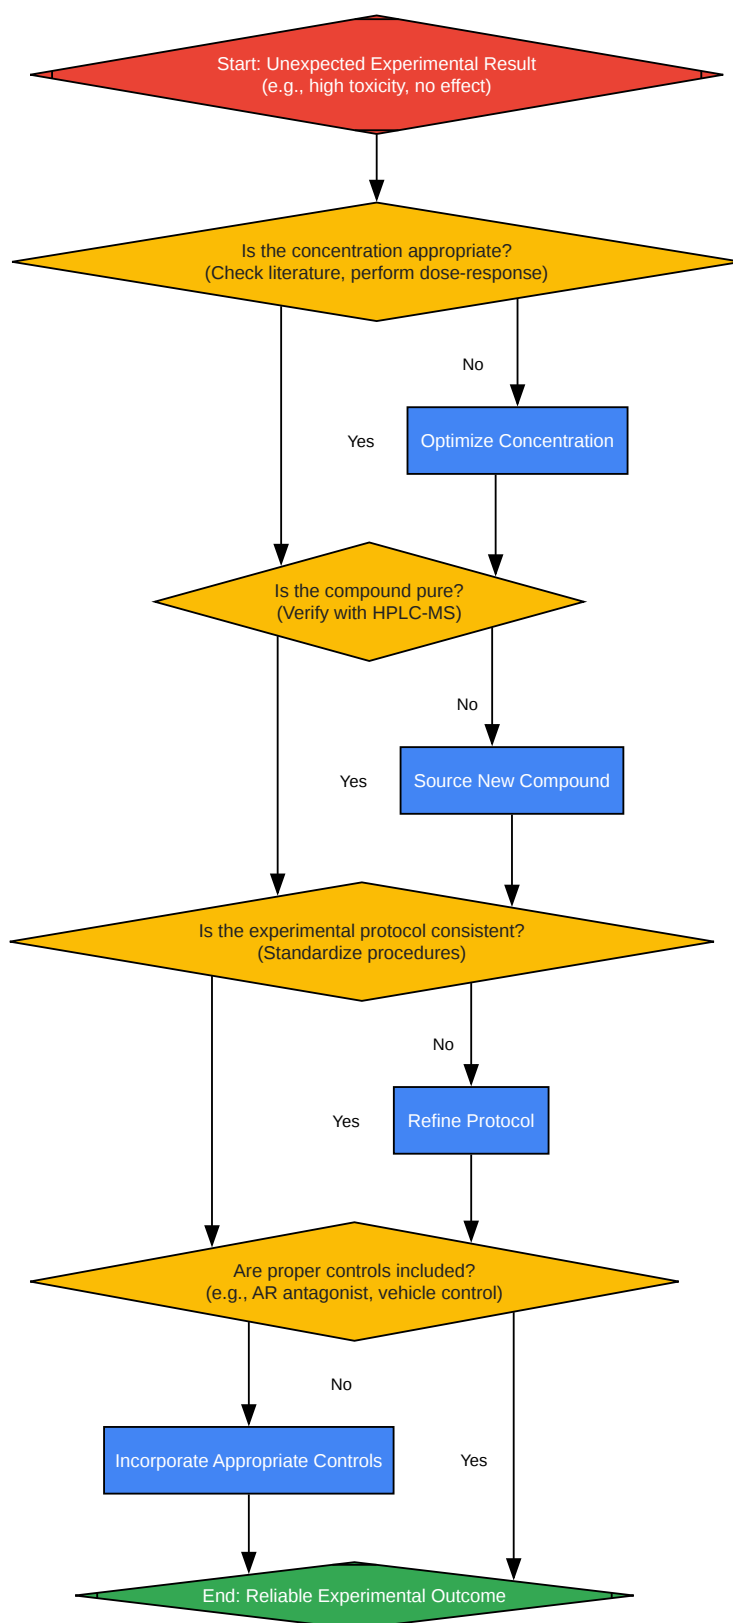 Start: Unexpected Experimental Result
(e.g., high toxicity, no effect)
Is the concentration appropriate?
(Check literature, perform dose-response)
No
Yes
Optimize Concentration
Is the compound pure?
(Verify with HPLC-MS)
No
Yes
Source New Compound
Is the experimental protocol consistent?
(Standardize procedures)
No
Yes
Refine Protocol
Are proper controls included?
(e.g., AR antagonist, vehicle control)
No
Incorporate Appropriate Controls
Yes
End: Reliable Experimental Outcome